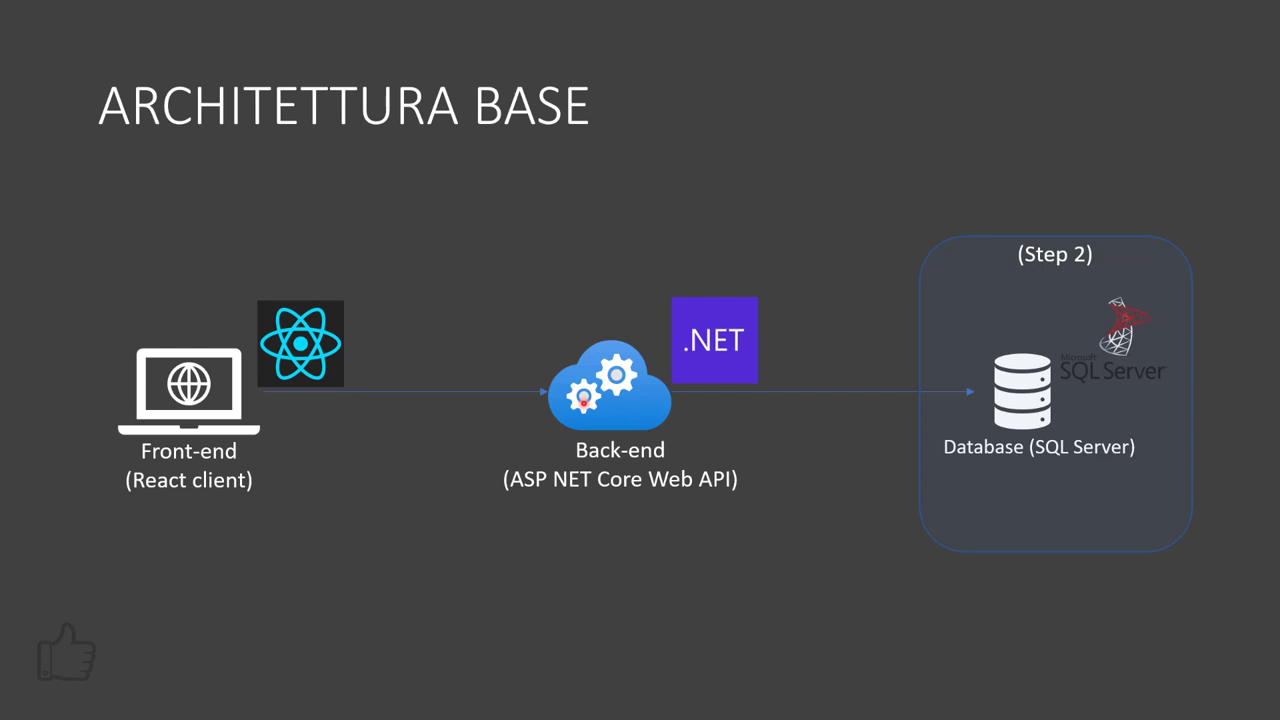 ARCHITETTURA BASE
(Step 2)
.NET
Microsoft
SQL Server
Front-end
(React client)
Back-end
(ASP NET Core Web API)
Database (SQL Server)